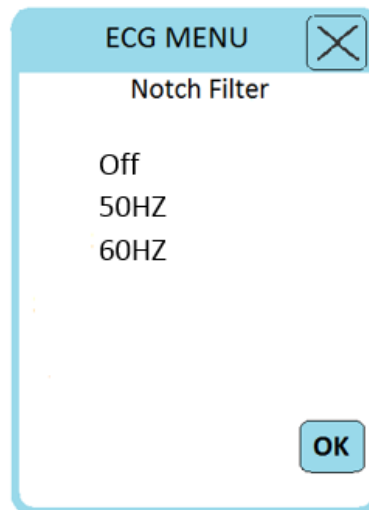 ECG MENU
Notch Filter
Off
50HZ
60HZ
OK